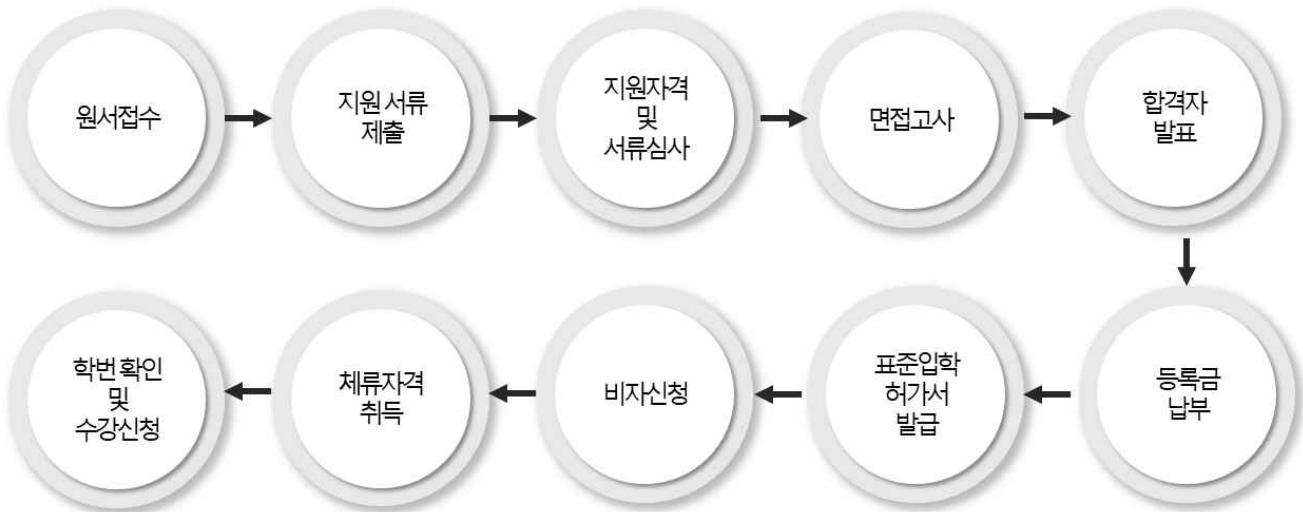 원서접수
지원 서류
제출
지원자격
및
서류심사
면접고사
합격자
발표
등록금
납부
표준입학
허가서
발급
비자신청
체류자격
취득
학번 확인
및
수강신청